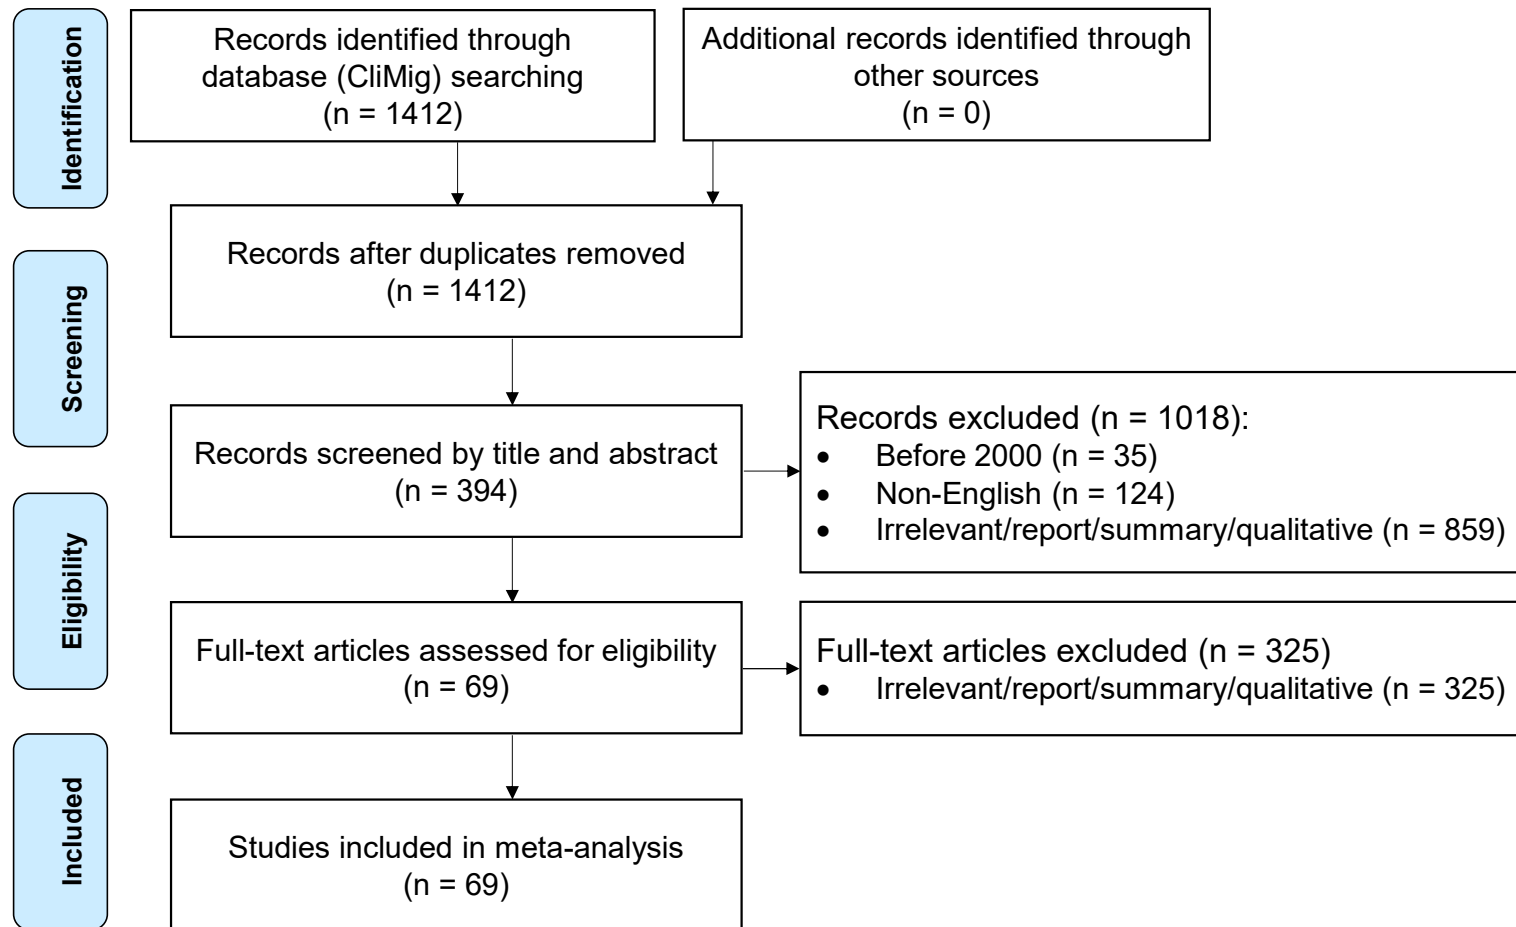 Identification
Records identified through
database (CliMig) searching
(n = 1412)
Additional records identified through
other sources
(n = 0)
Screening
Records after duplicates removed
(n = 1412)
Records screened by title and abstract
(n = 394)
Records excluded (n = 1018):
• Before 2000 (n = 35)
• Non-English (n = 124)
• Irrelevant/report/summary/qualitative (n = 859)
Eligibility
Full-text articles assessed for eligibility
(n = 69)
Full-text articles excluded (n = 325)
• Irrelevant/report/summary/qualitative (n = 325)
Included
Studies included in meta-analysis
(n = 69)